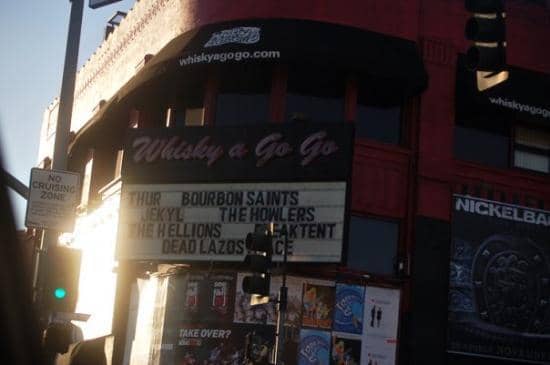 whiskyagogo.com
whiskyagogo
NO
CRUISING
ZONE
Whisky a Go Go
THUR BOURBON SAINTS
JEKYL THE HOWLERS
THE HELLIONS
DEAD LAZOS
NICKELBA
TAKE OVER?